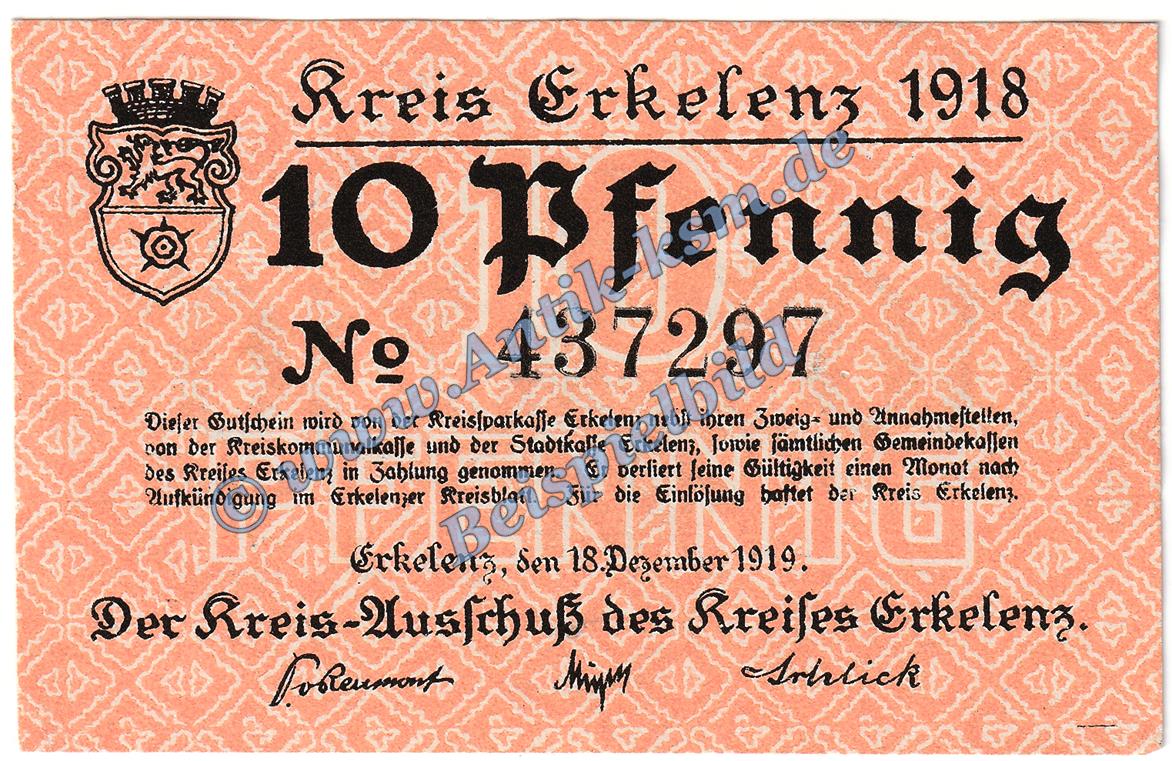 Kreis Erkelenz 1918
10 Pfennig
No 437297
Dieser Gutschein wird von der Kreissparkasse Erkelenz nebst ihren Zweig- und Annahmestellen,
von der Kreiskommunalkasse und der Stadtkasse Erkelenz, sowie sämtlichen Gemeindekassen
des Kreises Erkelenz in Zahlung genommen. Er verliert seine Gültigkeit einen Monat nach
Aufkündigung im Erkelenzer Kreisblatt. Für die Einlösung haftet der Kreis Erkelenz.
Erkelenz, den 18. Dezember 1919.
Der Kreis-Ausschuß des Kreises Erkelenz.
10
PFENNIG
© www.Antik-ksm.de
Beispielbild